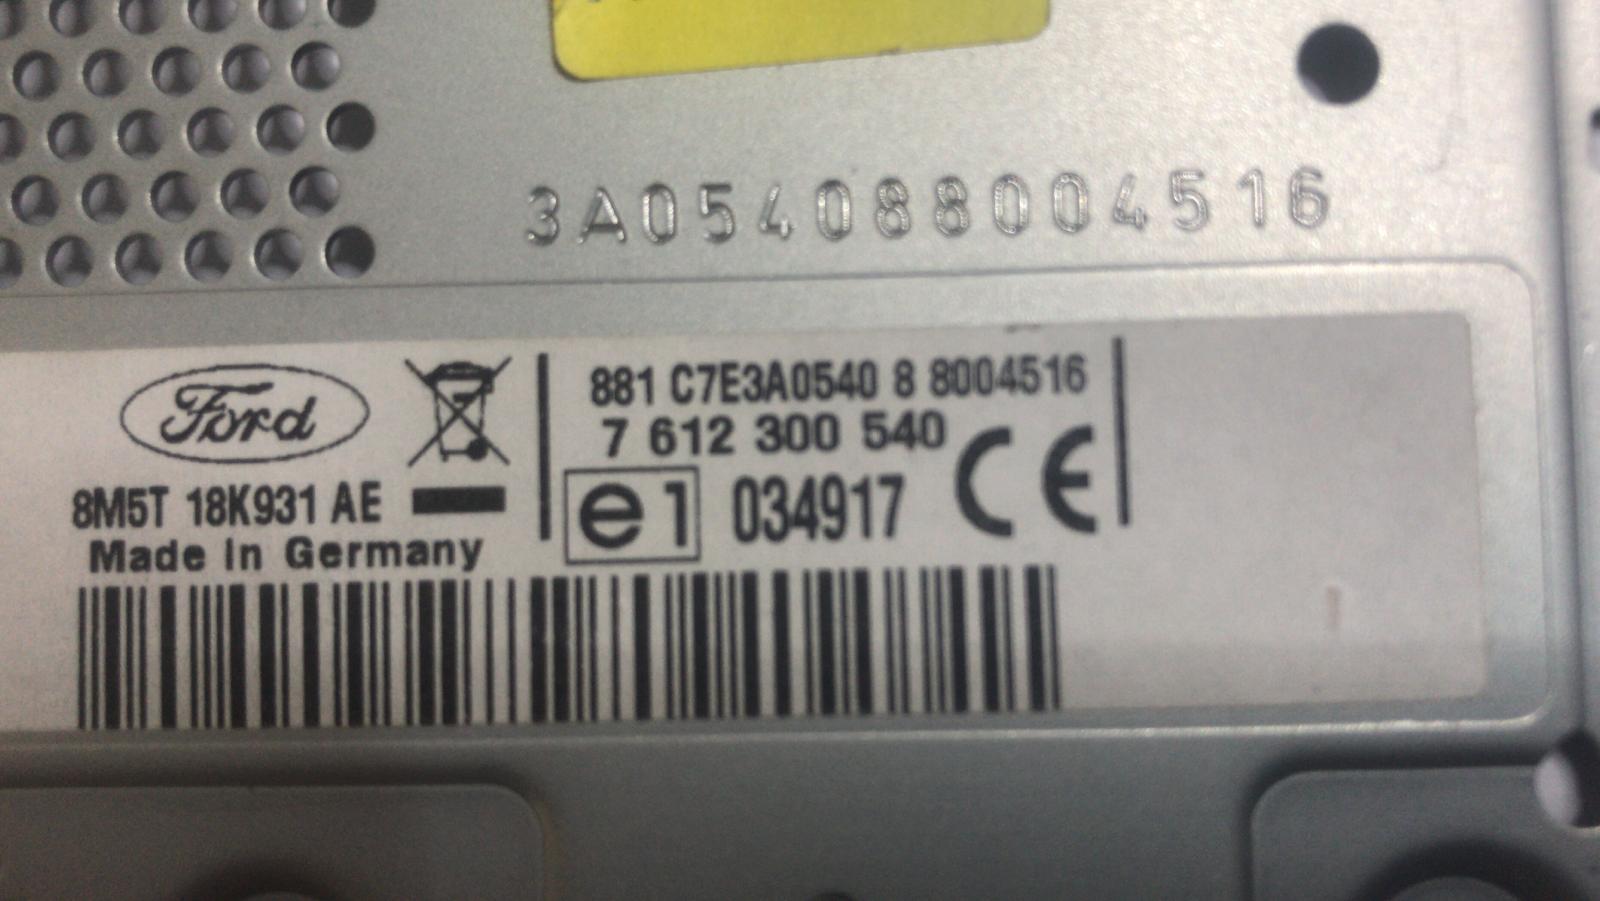 3A054088004516
Ford
881 C7E3A0540 8 8004516
7 612 300 540
8M5T 18K931 AE
e1 034917 CE
Made In Germany